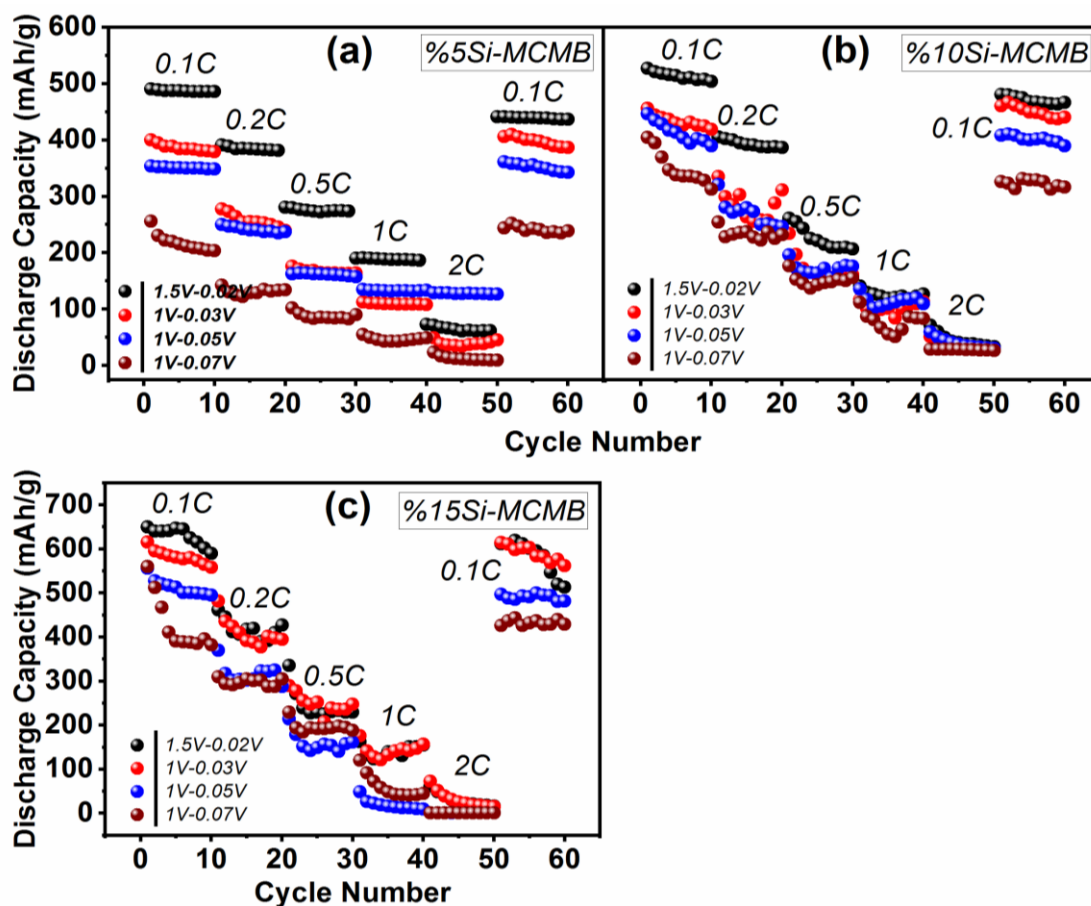 Discharge Capacity (mAh/g)
600
500
400
300
200
100
0
(a)
%5Si-MCMB
0.1C
0.2C
0.5C
1C
2C
0.1C
1.5V-0.02V
1V-0.03V
1V-0.05V
1V-0.07V
0 10 20 30 40 50 60
(b)
%10Si-MCMB
0.1C
0.2C
0.5C
1C
2C
0.1C
1.5V-0.02V
1V-0.03V
1V-0.05V
1V-0.07V
0 10 20 30 40 50 60
Cycle Number
Discharge Capacity (mAh/g)
700
600
500
400
300
200
100
0
(c)
%15Si-MCMB
0.1C
0.2C
0.5C
1C
2C
0.1C
1.5V-0.02V
1V-0.03V
1V-0.05V
1V-0.07V
0 10 20 30 40 50 60
Cycle Number